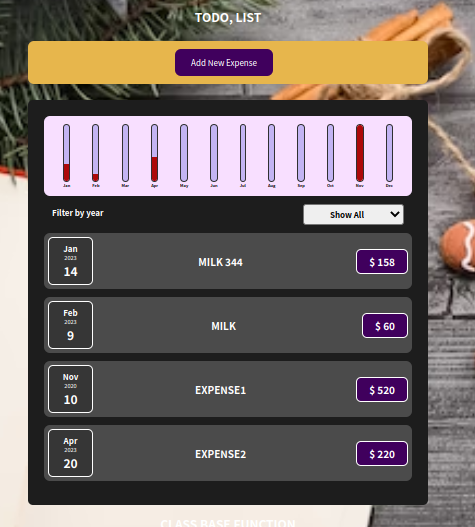 TODO, LIST
Add New Expense
Jan Feb Mar Apr May Jun Jul Aug Sep Oct Nov Dec
Filter by year
Show All
Jan
2023
14
MILK 344
$ 158
Feb
2023
9
MILK
$ 60
Nov
2020
10
EXPENSE1
$ 520
Apr
2023
20
EXPENSE2
$ 220
CLASS BASE FUNCTION